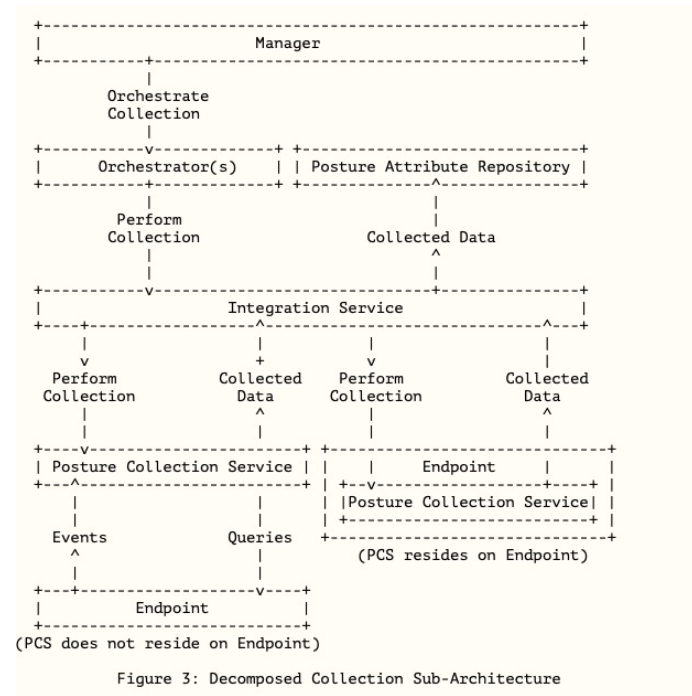 +--------------------------------------------------------------+
|                         Manager                              |
+------------+-------------------------------------------------+
             |
        Orchestrate
        Collection
             |
+------------v--------------+ +--------------------------------+
|      Orchestrator(s)      | | Posture Attribute Repository |
+------------+--------------+ +---------------^----------------+
             |                                |
          Perform                             |
        Collection                     Collected Data
             |                                ^
             |                                |
+------------v--------------------------------+----------------+
|                     Integration Service                      |
+----+-------------------^-------------------------------^---+
     |                   |            |                  |
     v                   +            v                  |
  Perform            Collected     Perform           Collected
 Collection            Data       Collection           Data
     |                   ^            |                  ^
     |                   |            |                  |
+----v-----------------------------+ +--------------------------------+
| Posture Collection Service | |    |     Endpoint     |      |
+---^------------------------------+ | +--v-------------------+----+ |
    |                    |           | |Posture Collection Service| |
    |                    |           | +--------------------------+ |
 Events               Queries        +--------------------------------+
    ^                    |              (PCS resides on Endpoint)
    |                    |
+---+--------------------v----+
|          Endpoint           |
+-----------------------------+
(PCS does not reside on Endpoint)
Figure 3: Decomposed Collection Sub-Architecture